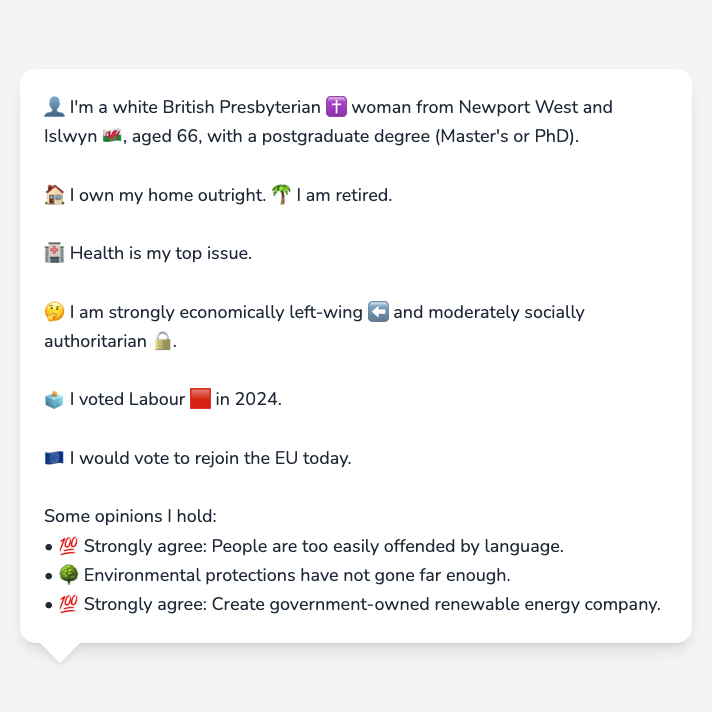 👤 I'm a white British Presbyterian ✝️ woman from Newport West and
Islwyn 🏴󠁧󠁢󠁷󠁬󠁳󠁿, aged 66, with a postgraduate degree (Master's or PhD).
🏠 I own my home outright. 🌴 I am retired.
🏥 Health is my top issue.
🤔 I am strongly economically left-wing ⬅️ and moderately socially
authoritarian 🔒.
🗳️ I voted Labour 🟥 in 2024.
🇪🇺 I would vote to rejoin the EU today.
Some opinions I hold:
• 💯 Strongly agree: People are too easily offended by language.
• 🌳 Environmental protections have not gone far enough.
• 💯 Strongly agree: Create government-owned renewable energy company.